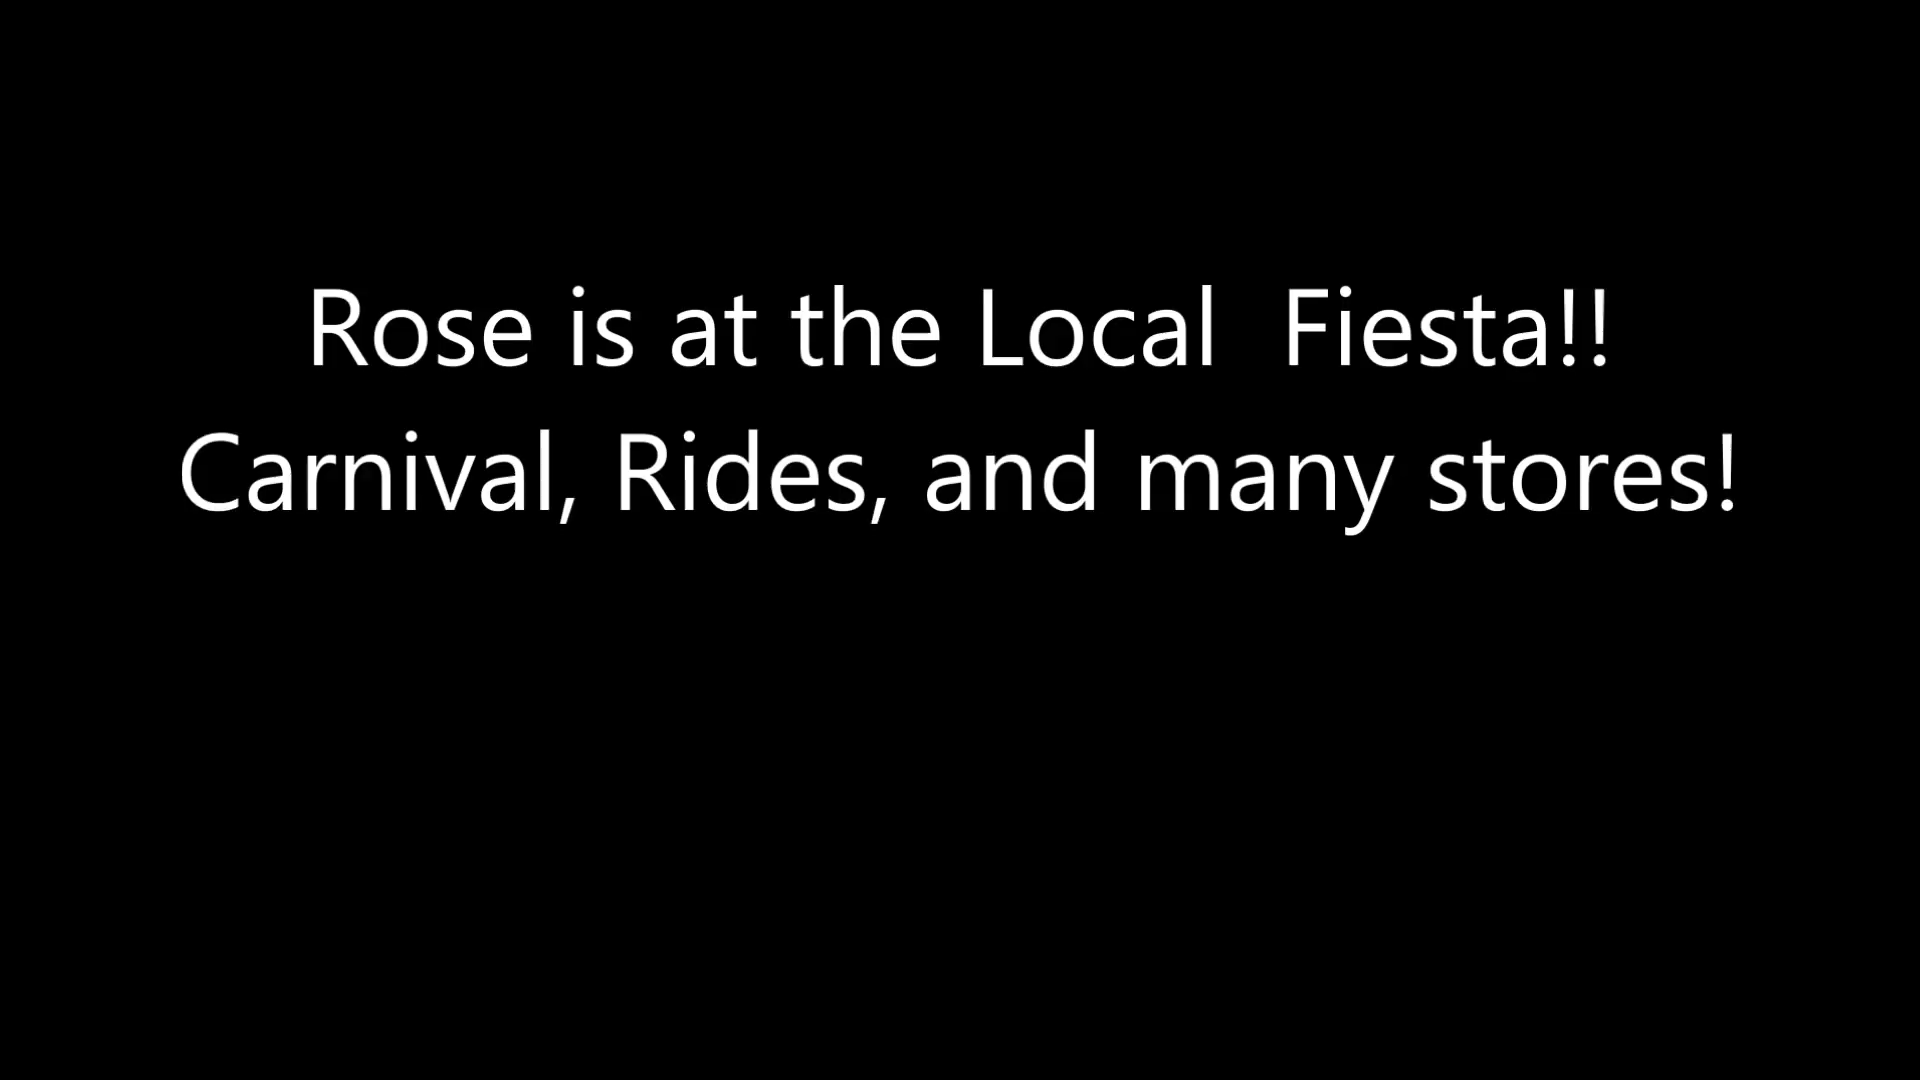 Rose is at the Local  Fiesta!!
Carnival, Rides, and many stores!